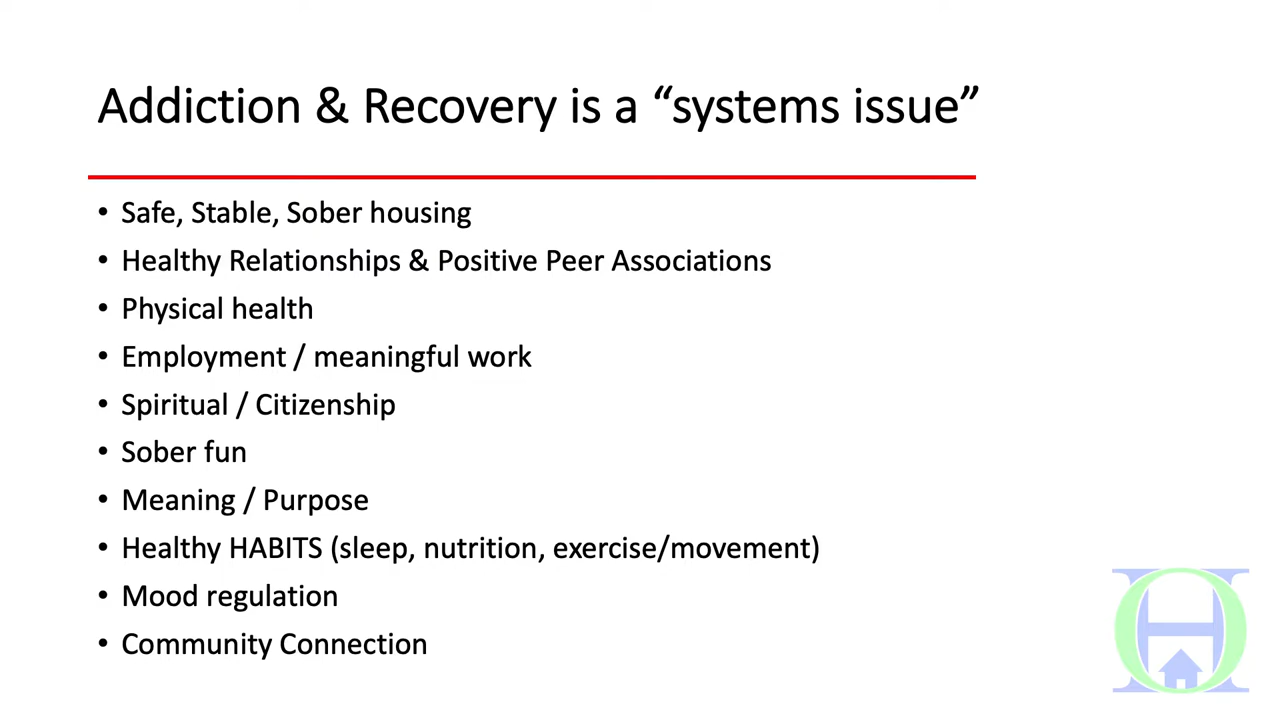 Addiction & Recovery is a “systems issue”
• Safe, Stable, Sober housing
• Healthy Relationships & Positive Peer Associations
• Physical health
• Employment / meaningful work
• Spiritual / Citizenship
• Sober fun
• Meaning / Purpose
• Healthy HABITS (sleep, nutrition, exercise/movement)
• Mood regulation
• Community Connection
OH